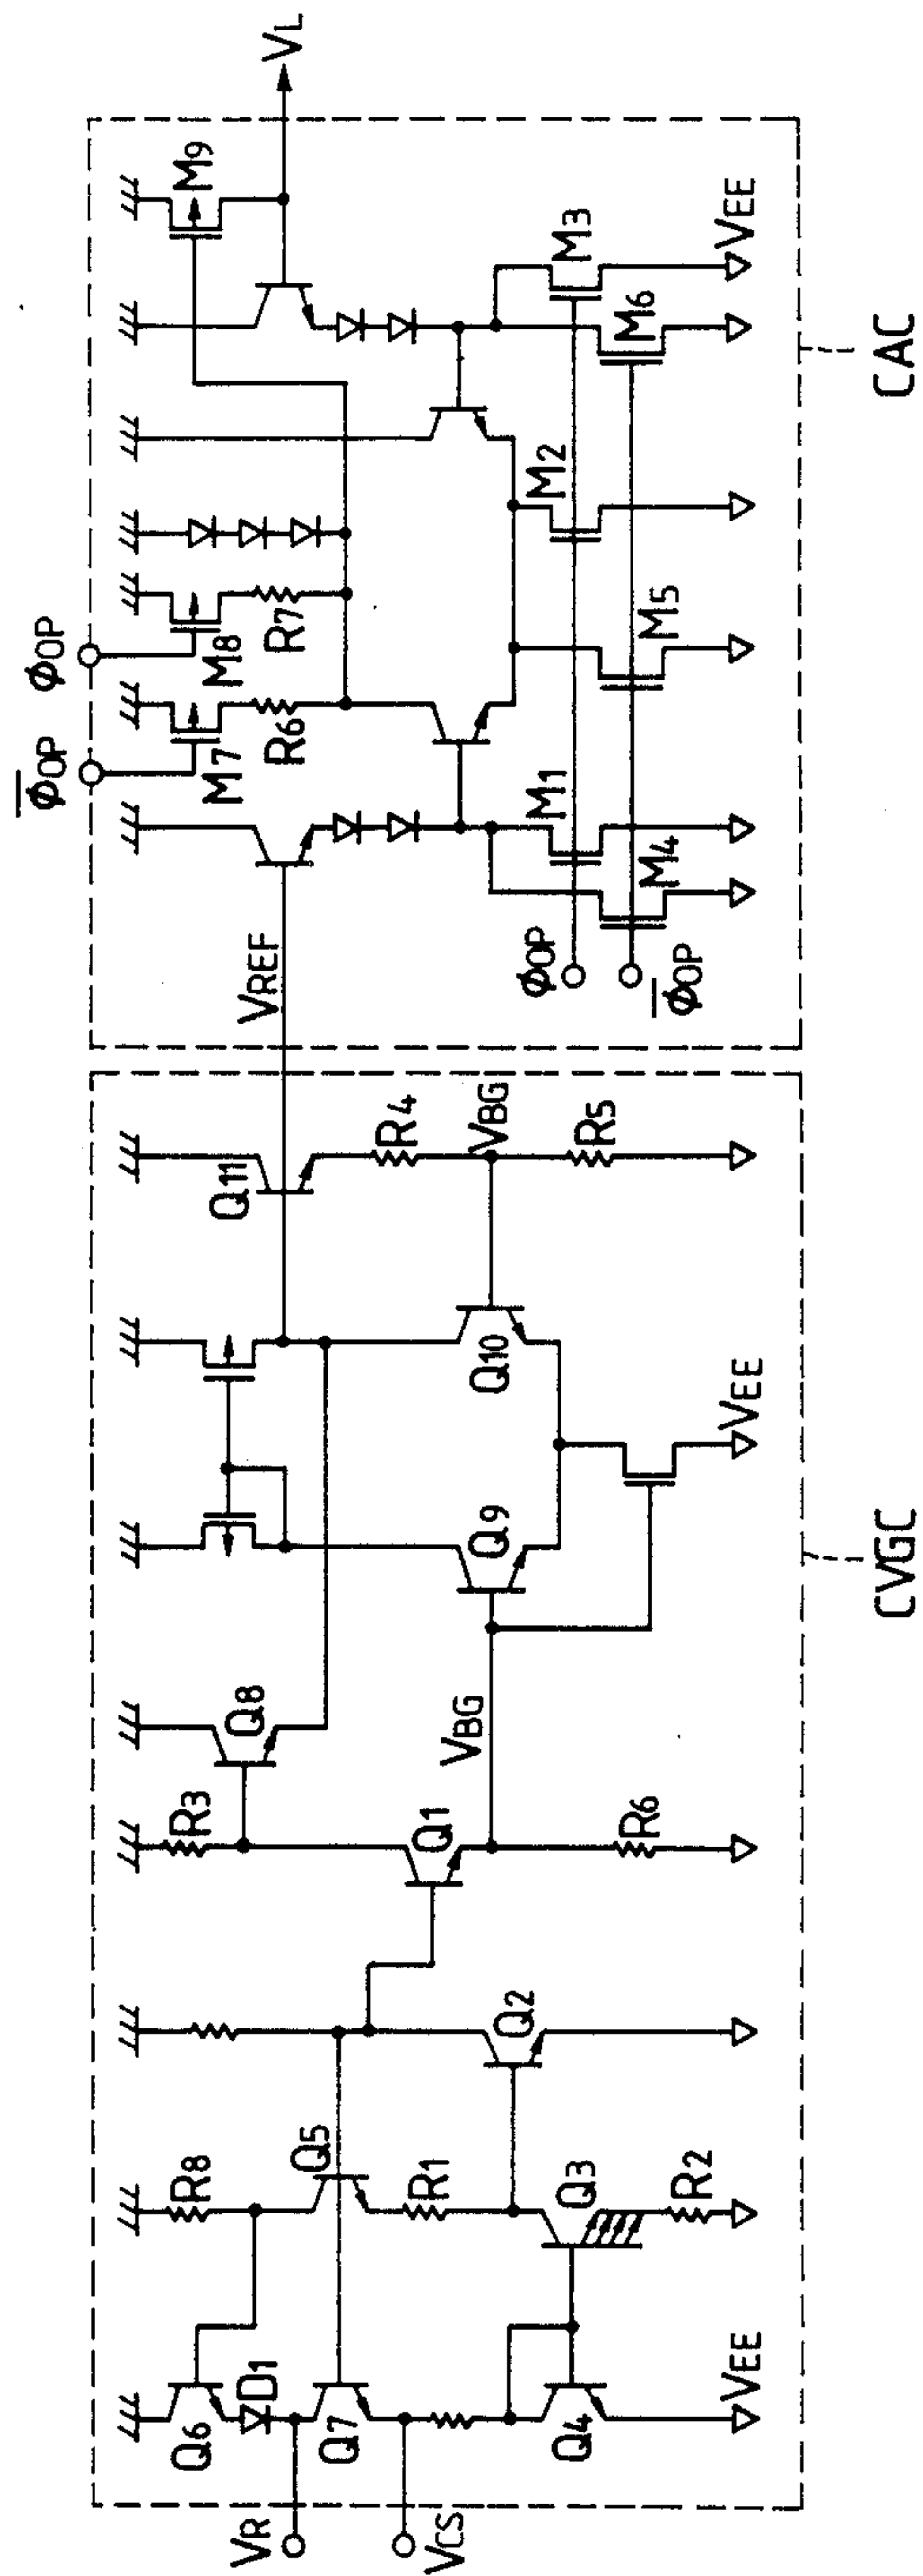 VR
VCS
Q6
D1
Q7
Q4
VEE
R8
Q5
R1
Q3
R2
Q2
R3
Q8
Q1
VBG
R6
Q9
Q10
VEE
Q11
R4
VBG
R5
CVGC
VREF
φOP
φ̅OP
φ̅OP
φOP
M7
R6
M8
R7
M1
M4
M5
M2
M9
VL
M3
M6
VEE
CAC